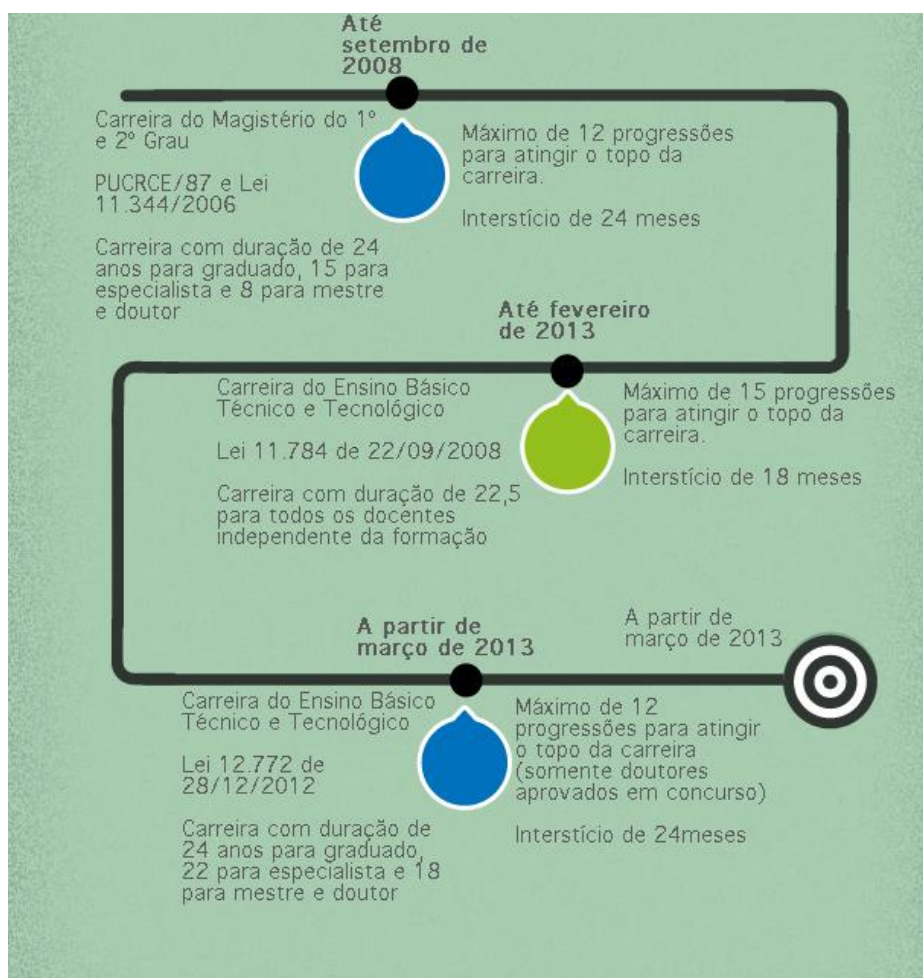 Até
setembro de
2008
Carreira do Magistério do 1º
e 2º Grau
PUCRCE/87 e Lei
11.344/2006
Carreira com duração de 24
anos para graduado, 15 para
especialista e 8 para mestre
e doutor
Máximo de 12 progressões
para atingir o topo da
carreira.
Interstício de 24 meses
Até fevereiro
de 2013
Carreira do Ensino Básico
Técnico e Tecnológico
Lei 11.784 de 22/09/2008
Carreira com duração de 22,5
para todos os docentes
independente da formação
Máximo de 15 progressões
para atingir o topo da
carreira.
Interstício de 18 meses
A partir de
março de 2013
Carreira do Ensino Básico
Técnico e Tecnológico
Lei 12.772 de
28/12/2012
Carreira com duração de
24 anos para graduado,
22 para especialista e 18
para mestre e doutor
Máximo de 12
progressões para atingir
o topo da carreira
(somente doutores
aprovados em concurso)
Interstício de 24meses
A partir de
março de 2013